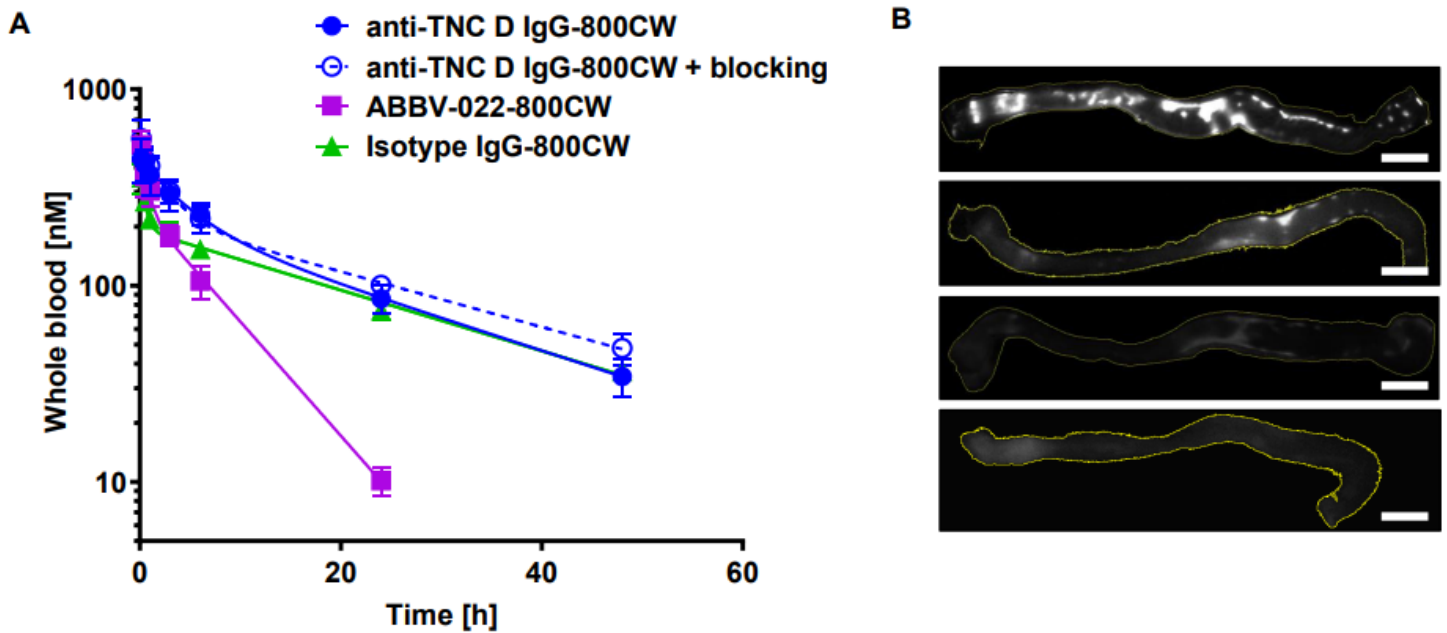 A
anti-TNC D IgG-800CW
anti-TNC D IgG-800CW + blocking
ABBV-022-800CW
Isotype IgG-800CW
1000
100
10
Whole blood [nM]
0 20 40 60
Time [h]
B